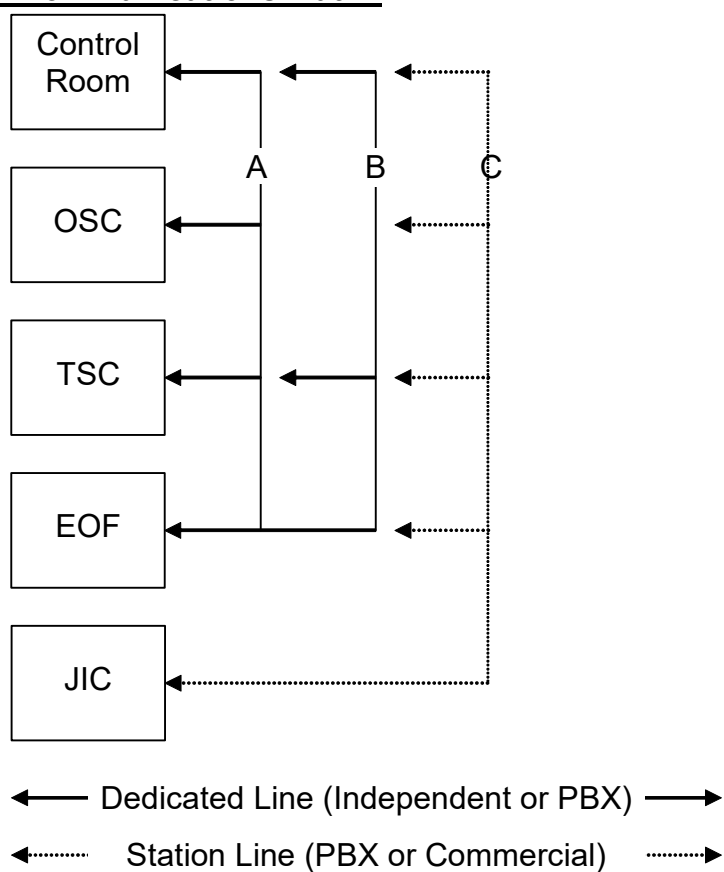 Control
Room
A
B
C
OSC
TSC
EOF
JIC
Dedicated Line (Independent or PBX)
Station Line (PBX or Commercial)